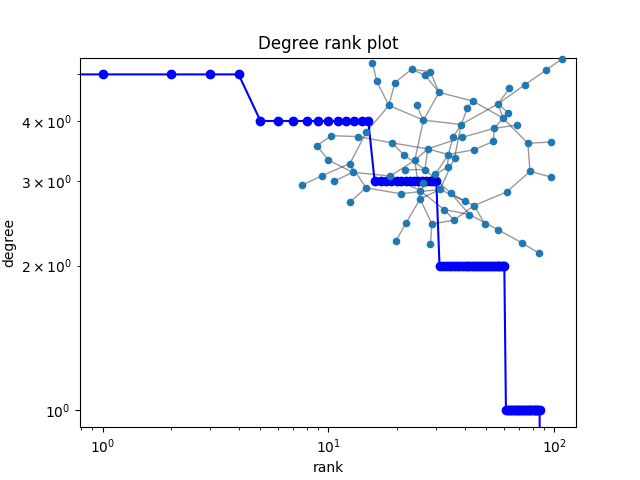 Degree rank plot
degree
4 × 10⁰
3 × 10⁰
2 × 10⁰
10⁰
10⁰
10¹
10²
rank